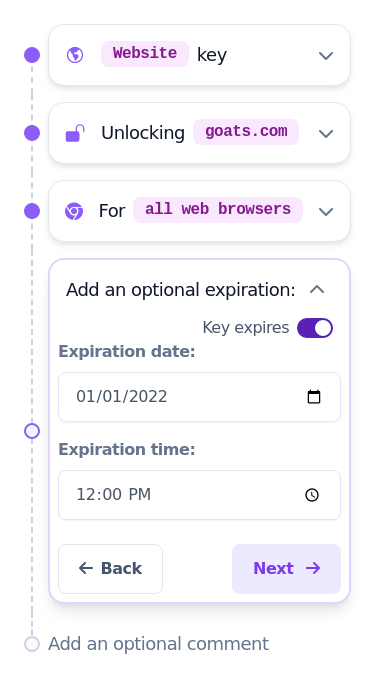 Website key
Unlocking goats.com
For all web browsers
Add an optional expiration:
Key expires
Expiration date:
01/01/2022
Expiration time:
12:00 PM
Back Next
Add an optional comment